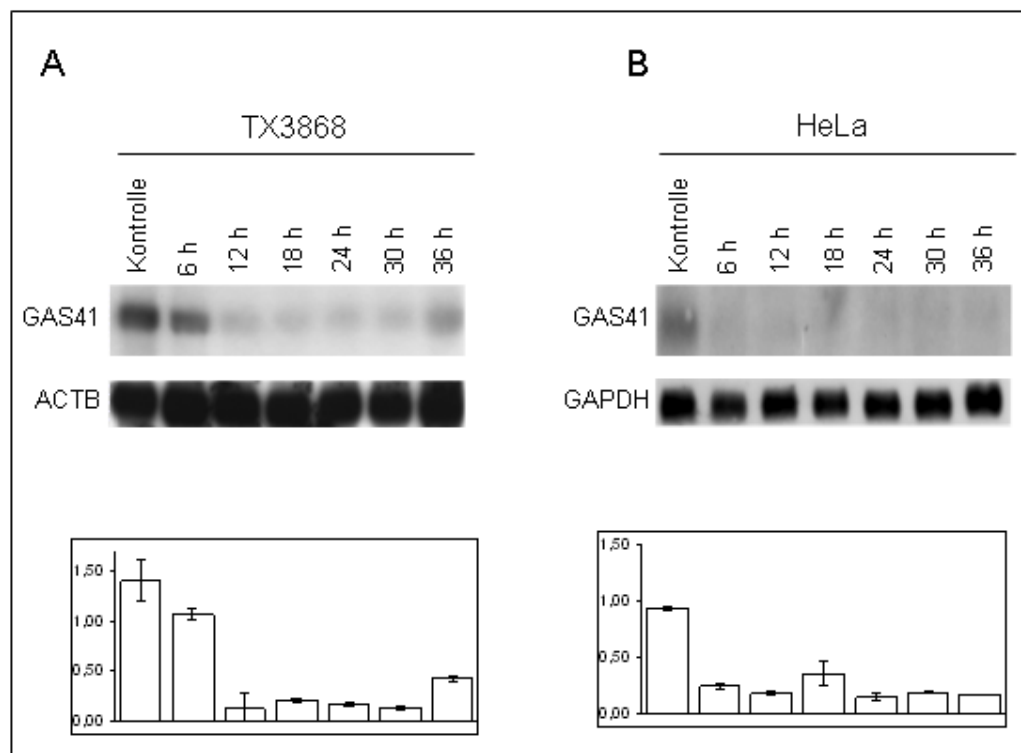 A
TX3868
Kontrolle
6 h
12 h
18 h
24 h
30 h
36 h
GAS41
ACTB
1,50
1,00
0,50
0,00
B
HeLa
Kontrolle
6 h
12 h
18 h
24 h
30 h
36 h
GAS41
GAPDH
1,50
1,00
0,50
0,00